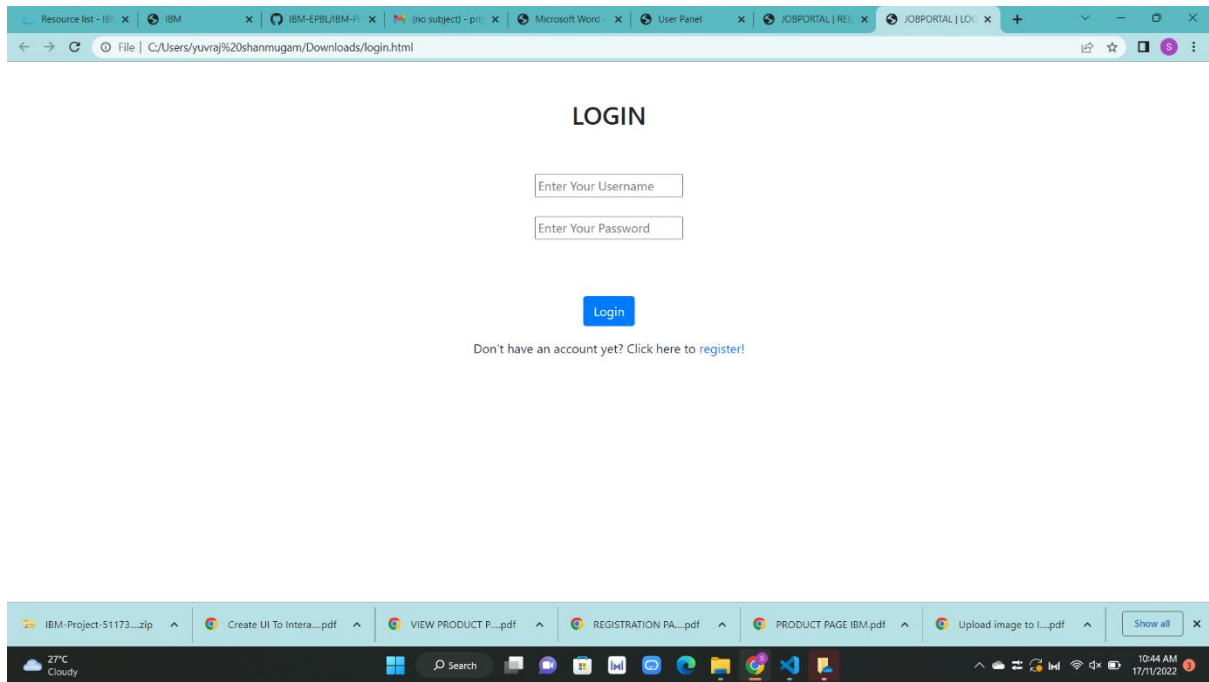 Resource list - IB
IBM
IBM-EPBL/IBM-P
(no subject) - pri
Microsoft Word -
User Panel
JOBPORTAL | REG
JOBPORTAL | LOG
File | C:/Users/yuvraj%20shanmugam/Downloads/login.html
S
LOGIN
Enter Your Username
Enter Your Password
Login
Don't have an account yet? Click here to register!
IBM-Project-51173....zip
Create UI To Intera....pdf
VIEW PRODUCT P....pdf
REGISTRATION PA....pdf
PRODUCT PAGE IBM.pdf
Upload image to I....pdf
Show all
27°C
Cloudy
Search
10:44 AM
17/11/2022
3